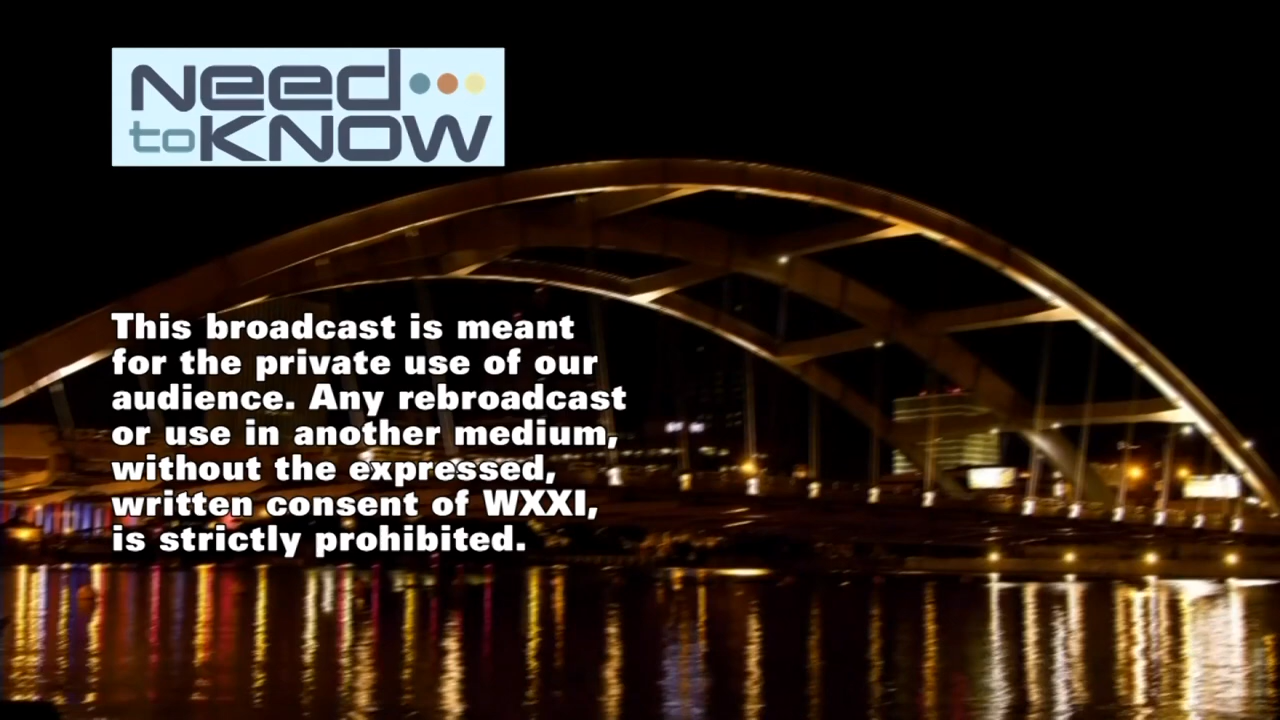 Need
to KNOW
This broadcast is meant
for the private use of our
audience. Any rebroadcast
or use in another medium,
without the expressed,
written consent of WXXI,
is strictly prohibited.